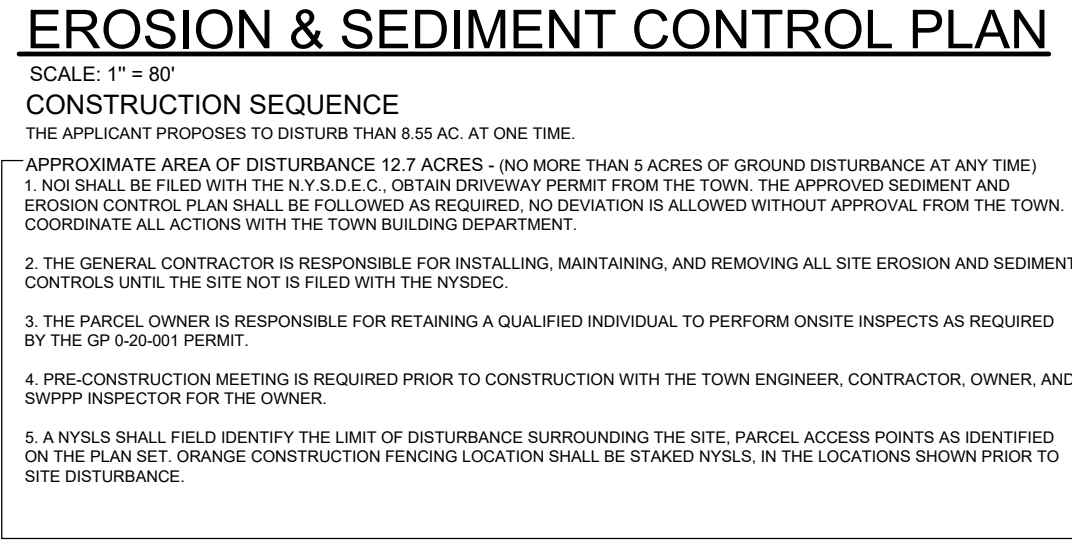 EROSION & SEDIMENT CONTROL PLAN
SCALE: 1" = 80'
CONSTRUCTION SEQUENCE
THE APPLICANT PROPOSES TO DISTURB THAN 8.55 AC. AT ONE TIME.
APPROXIMATE AREA OF DISTURBANCE 12.7 ACRES - (NO MORE THAN 5 ACRES OF GROUND DISTURBANCE AT ANY TIME)
1. NOI SHALL BE FILED WITH THE N.Y.S.D.E.C., OBTAIN DRIVEWAY PERMIT FROM THE TOWN. THE APPROVED SEDIMENT AND
EROSION CONTROL PLAN SHALL BE FOLLOWED AS REQUIRED, NO DEVIATION IS ALLOWED WITHOUT APPROVAL FROM THE TOWN.
COORDINATE ALL ACTIONS WITH THE TOWN BUILDING DEPARTMENT.
2. THE GENERAL CONTRACTOR IS RESPONSIBLE FOR INSTALLING, MAINTAINING, AND REMOVING ALL SITE EROSION AND SEDIMENT
CONTROLS UNTIL THE SITE NOT IS FILED WITH THE NYSDEC.
3. THE PARCEL OWNER IS RESPONSIBLE FOR RETAINING A QUALIFIED INDIVIDUAL TO PERFORM ONSITE INSPECTS AS REQUIRED
BY THE GP 0-20-001 PERMIT.
4. PRE-CONSTRUCTION MEETING IS REQUIRED PRIOR TO CONSTRUCTION WITH THE TOWN ENGINEER, CONTRACTOR, OWNER, AND
SWPPP INSPECTOR FOR THE OWNER.
5. A NYSLS SHALL FIELD IDENTIFY THE LIMIT OF DISTURBANCE SURROUNDING THE SITE, PARCEL ACCESS POINTS AS IDENTIFIED
ON THE PLAN SET. ORANGE CONSTRUCTION FENCING LOCATION SHALL BE STAKED NYSLS, IN THE LOCATIONS SHOWN PRIOR TO
SITE DISTURBANCE.